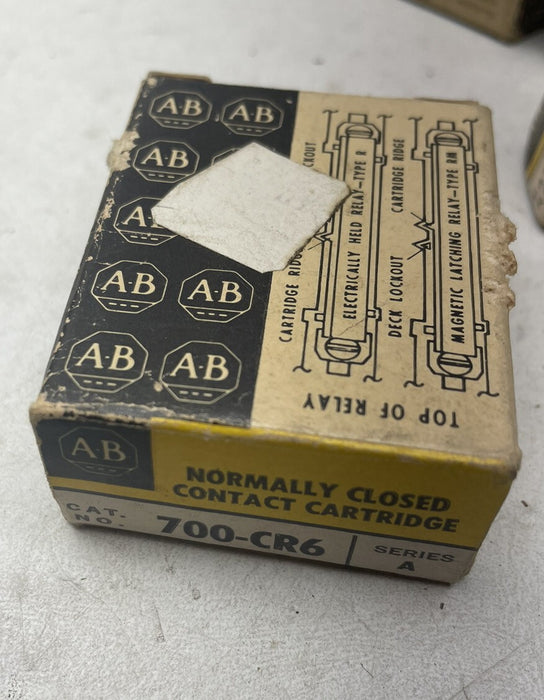 A-B A-B
A-B
A-B
A-B A-B
A-B A-B
CARTRIDGE LOCKOUT
ELECTRICALLY HELD RELAY-TYPE R
DECK LOCKOUT CARTRIDGE RIDGE
MAGNETIC LATCHING RELAY-TYPE RM
TOP OF RELAY
A-B
NORMALLY CLOSED
CONTACT CARTRIDGE
CAT.
NO. 700-CR6
SERIES
A